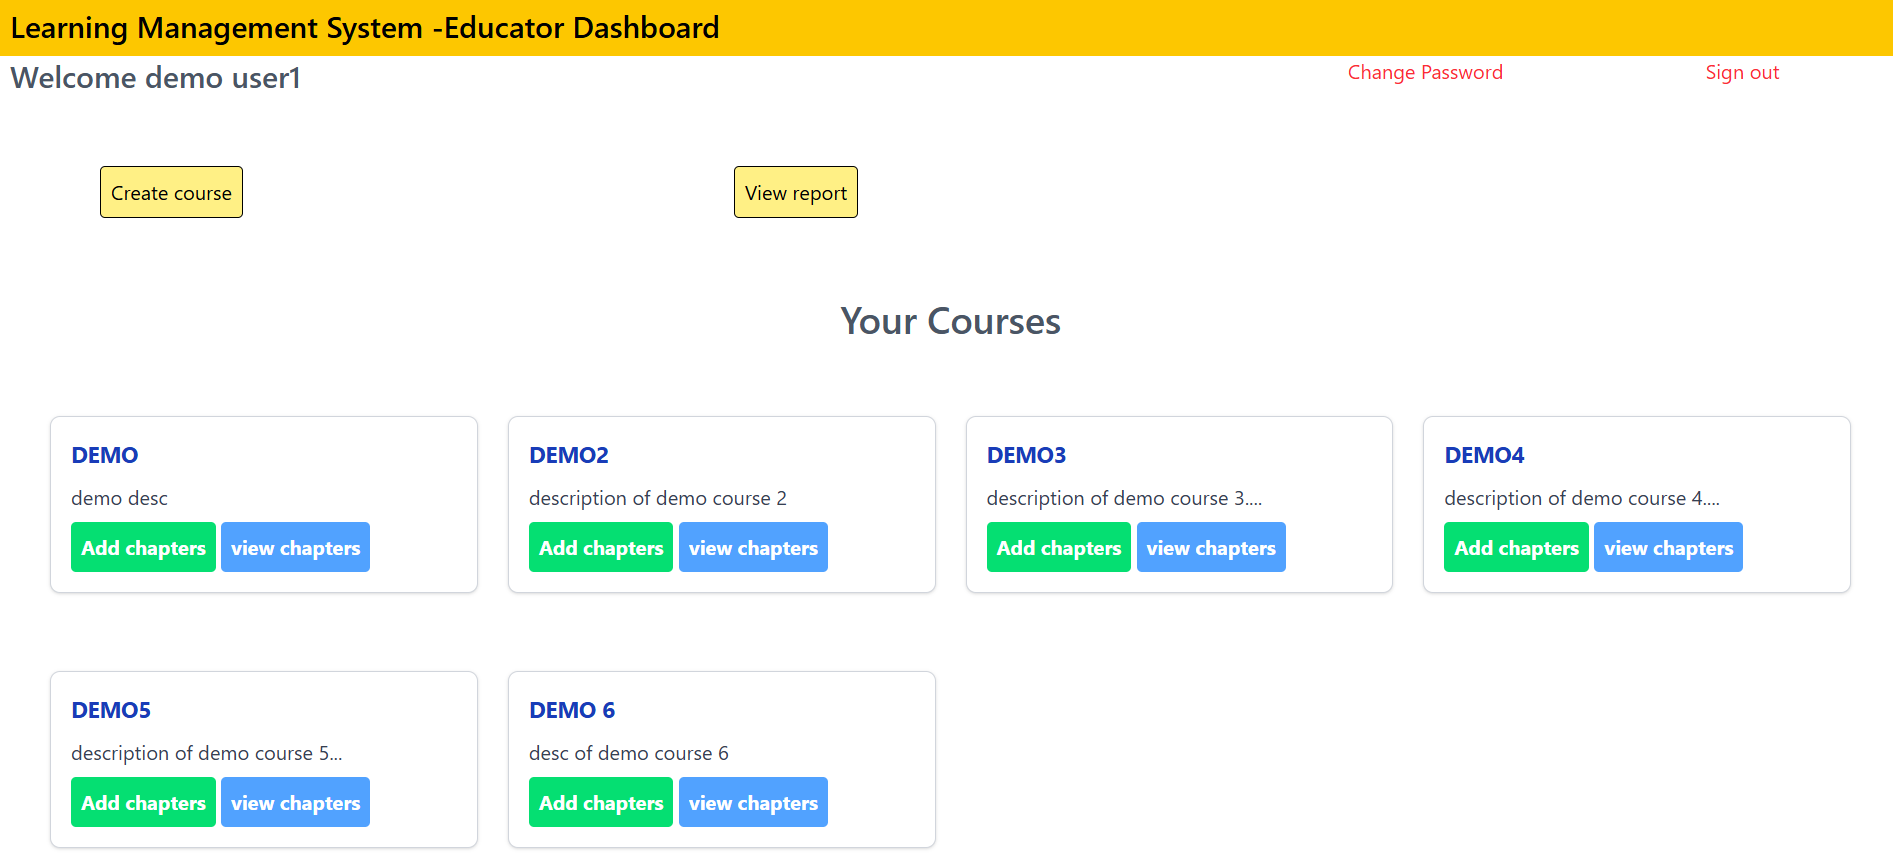 Learning Management System -Educator Dashboard
Welcome demo user1
Change Password
Sign out
Create course
View report
Your Courses
DEMO
demo desc
Add chapters view chapters
DEMO2
description of demo course 2
Add chapters view chapters
DEMO3
description of demo course 3....
Add chapters view chapters
DEMO4
description of demo course 4....
Add chapters view chapters
DEMO5
description of demo course 5...
Add chapters view chapters
DEMO 6
desc of demo course 6
Add chapters view chapters